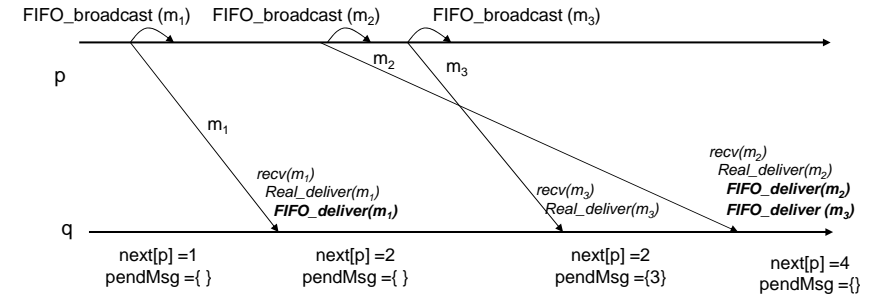 FIFO_broadcast (m1) FIFO_broadcast (m2) FIFO_broadcast (m3)
p
m2
m3
m1
recv(m1)
Real_deliver(m1)
FIFO_deliver(m1)
recv(m3)
Real_deliver(m3)
recv(m2)
Real_deliver(m2)
FIFO_deliver(m2)
FIFO_deliver (m3)
q
next[p] =1
pendMsg ={ }
next[p] =2
pendMsg ={ }
next[p] =2
pendMsg ={3}
next[p] =4
pendMsg ={}